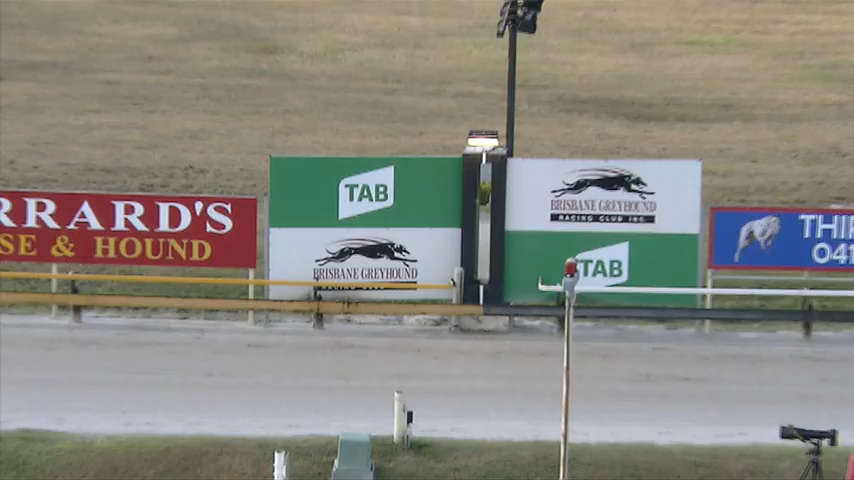 RRARD'S
SE & HOUND
TAB
BRISBANE GREYHOUND
BRISBANE GREYHOUND
RACING CLUB INC.
TAB
THIR
041